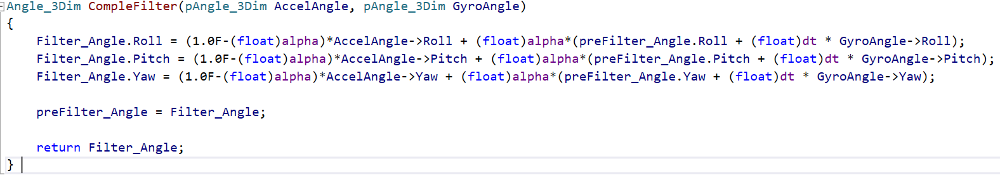 Angle_3Dim CompleFilter(pAngle_3Dim AccelAngle, pAngle_3Dim GyroAngle)
{
    Filter_Angle.Roll = (1.0F-(float)alpha)*AccelAngle->Roll + (float)alpha*(preFilter_Angle.Roll + (float)dt * GyroAngle->Roll);
    Filter_Angle.Pitch = (1.0F-(float)alpha)*AccelAngle->Pitch + (float)alpha*(preFilter_Angle.Pitch + (float)dt * GyroAngle->Pitch);
    Filter_Angle.Yaw = (1.0F-(float)alpha)*AccelAngle->Yaw + (float)alpha*(preFilter_Angle.Yaw + (float)dt * GyroAngle->Yaw);
    preFilter_Angle = Filter_Angle;
    return Filter_Angle;
}